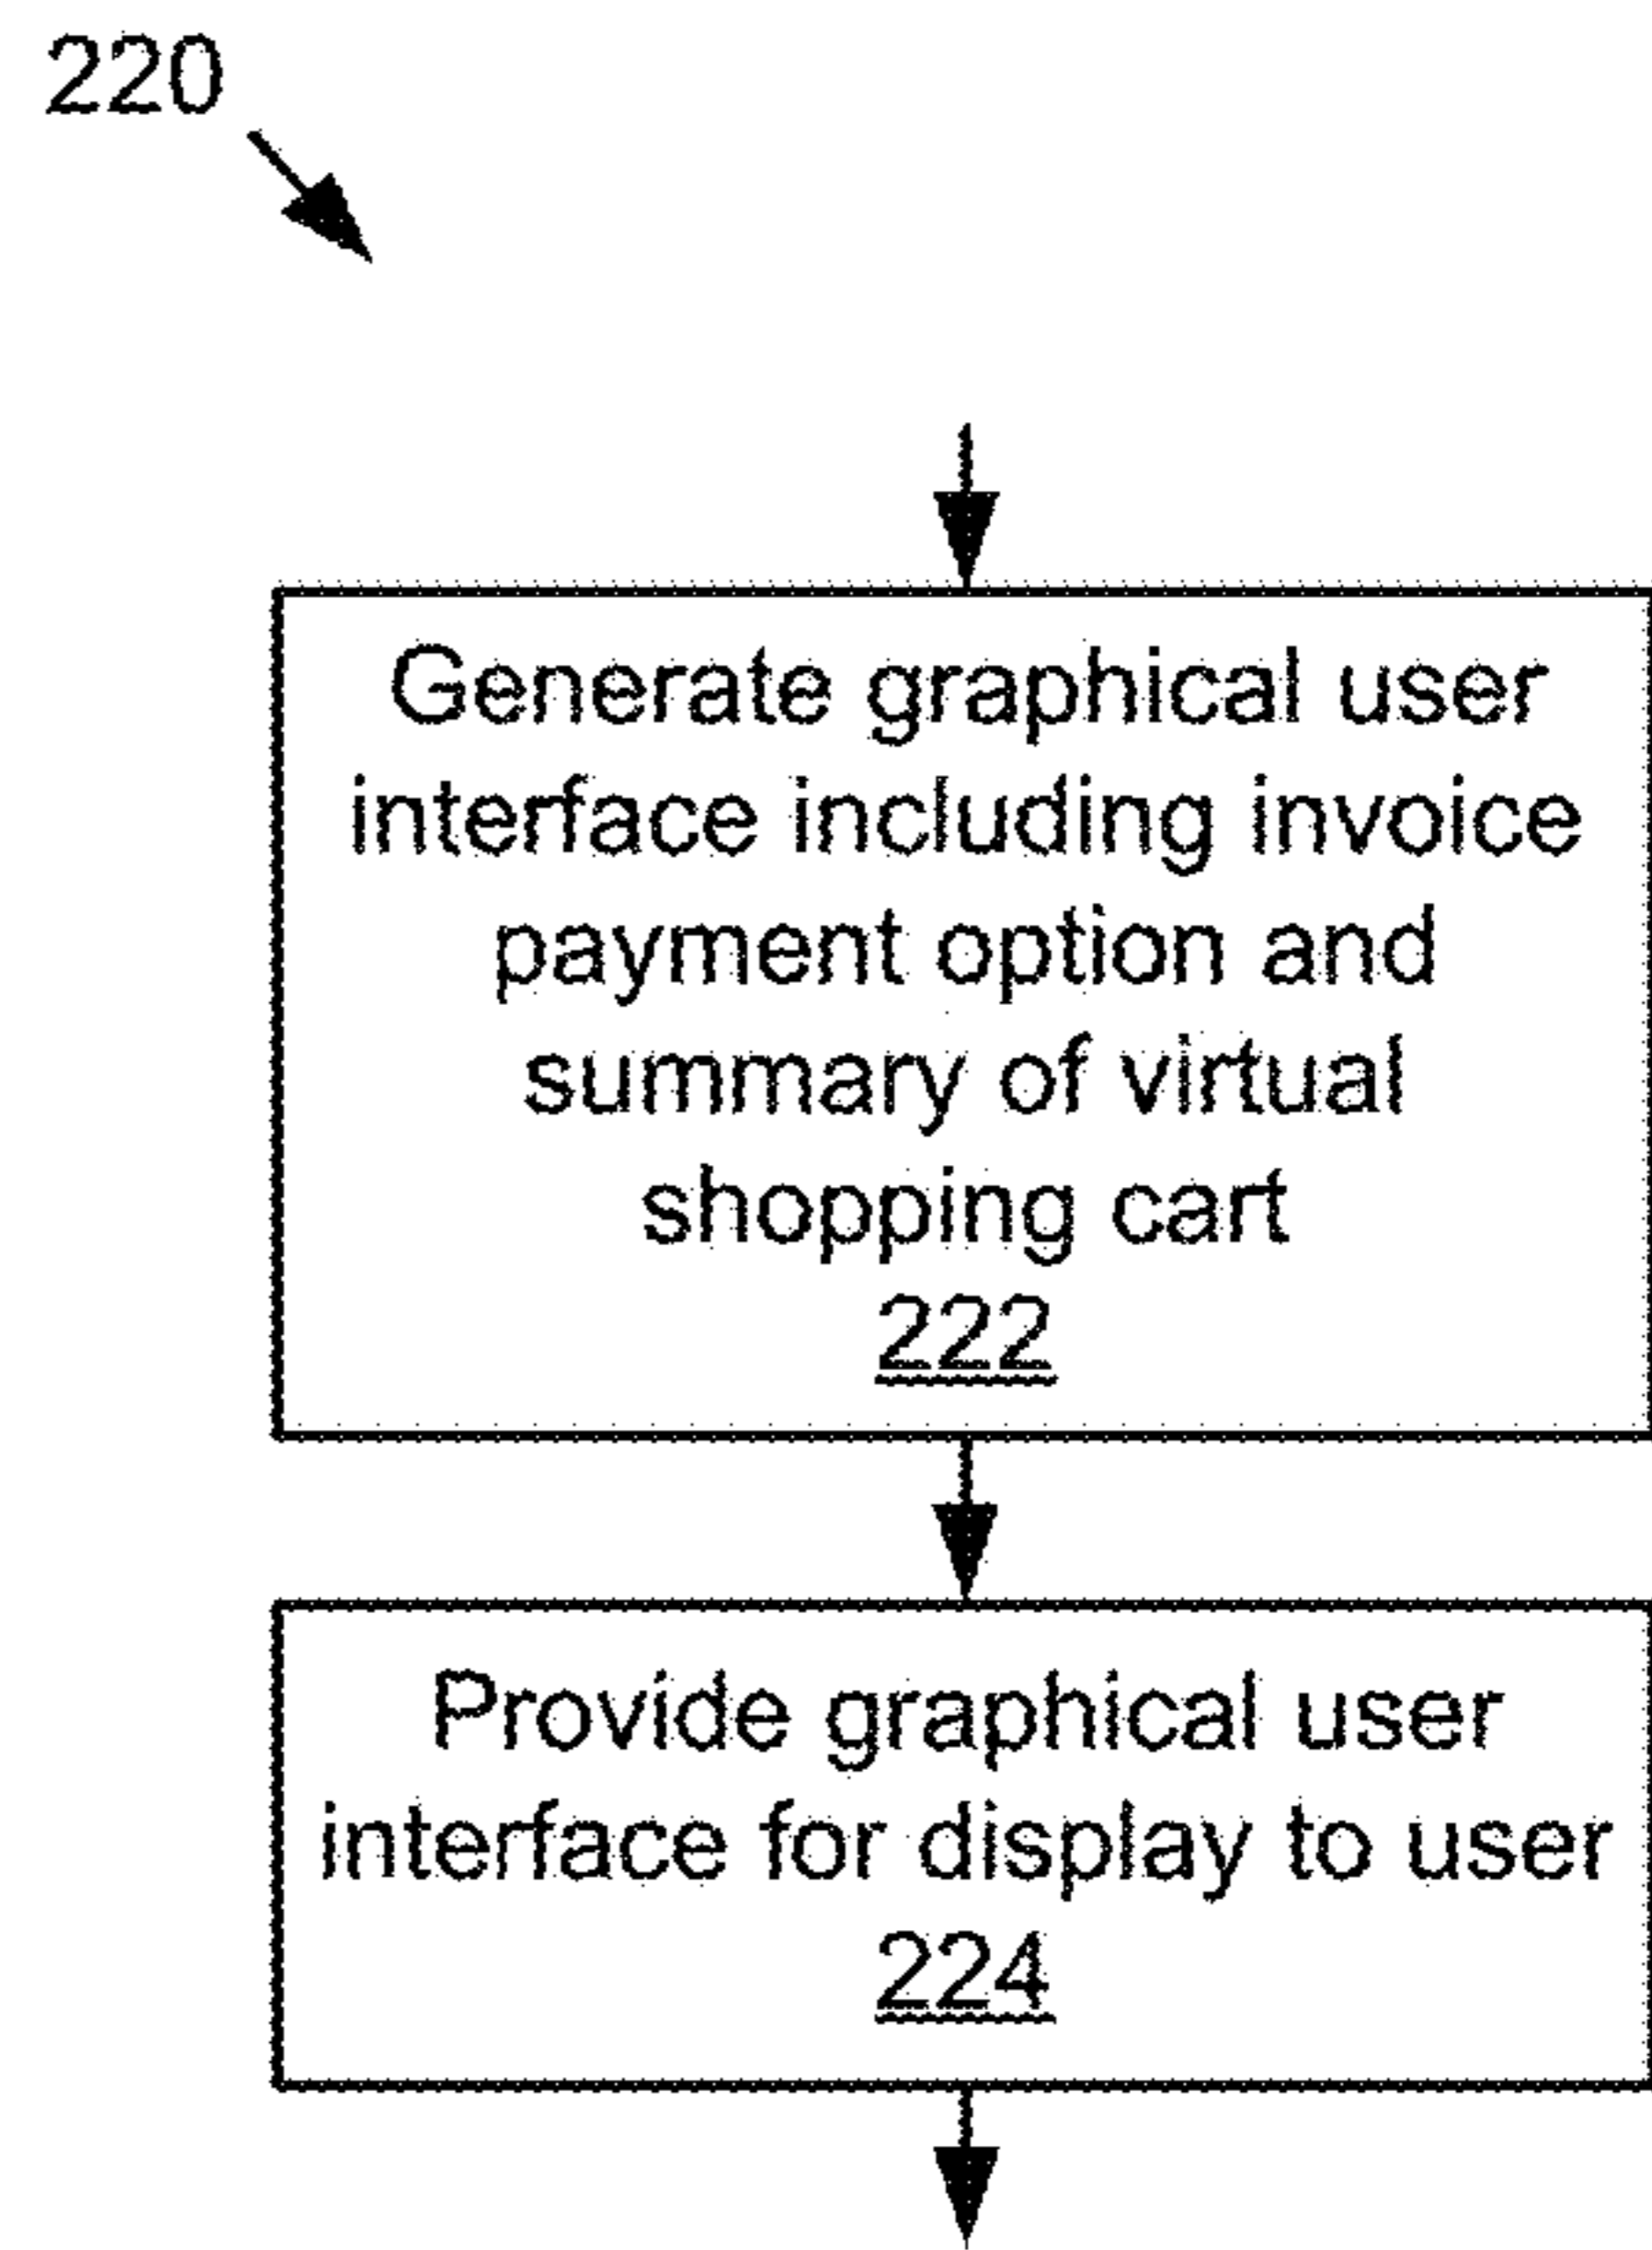 220
Generate graphical user
interface including invoice
payment option and
summary of virtual
shopping cart
222
Provide graphical user
interface for display to user
224